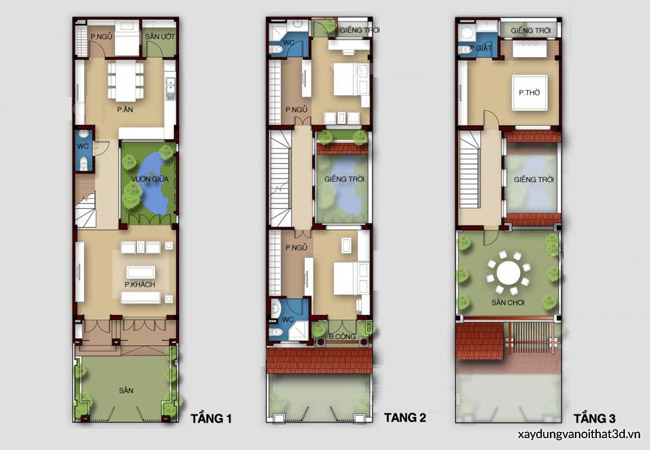 P.NGỦ
SÂN ƯỚT
P.ĂN
WC
VƯỜN GIỮA
P.KHÁCH
SÂN
TẦNG 1
GIẾNG TRỜI
WC
P.NGỦ
GIẾNG TRỜI
P.NGỦ
WC
B.CÔNG
TANG 2
GIẾNG TRỜI
P.GIẶT
P.THỜ
GIẾNG TRỜI
SÂN CHƠI
TẦNG 3
xaydungvanoithat3d.vn